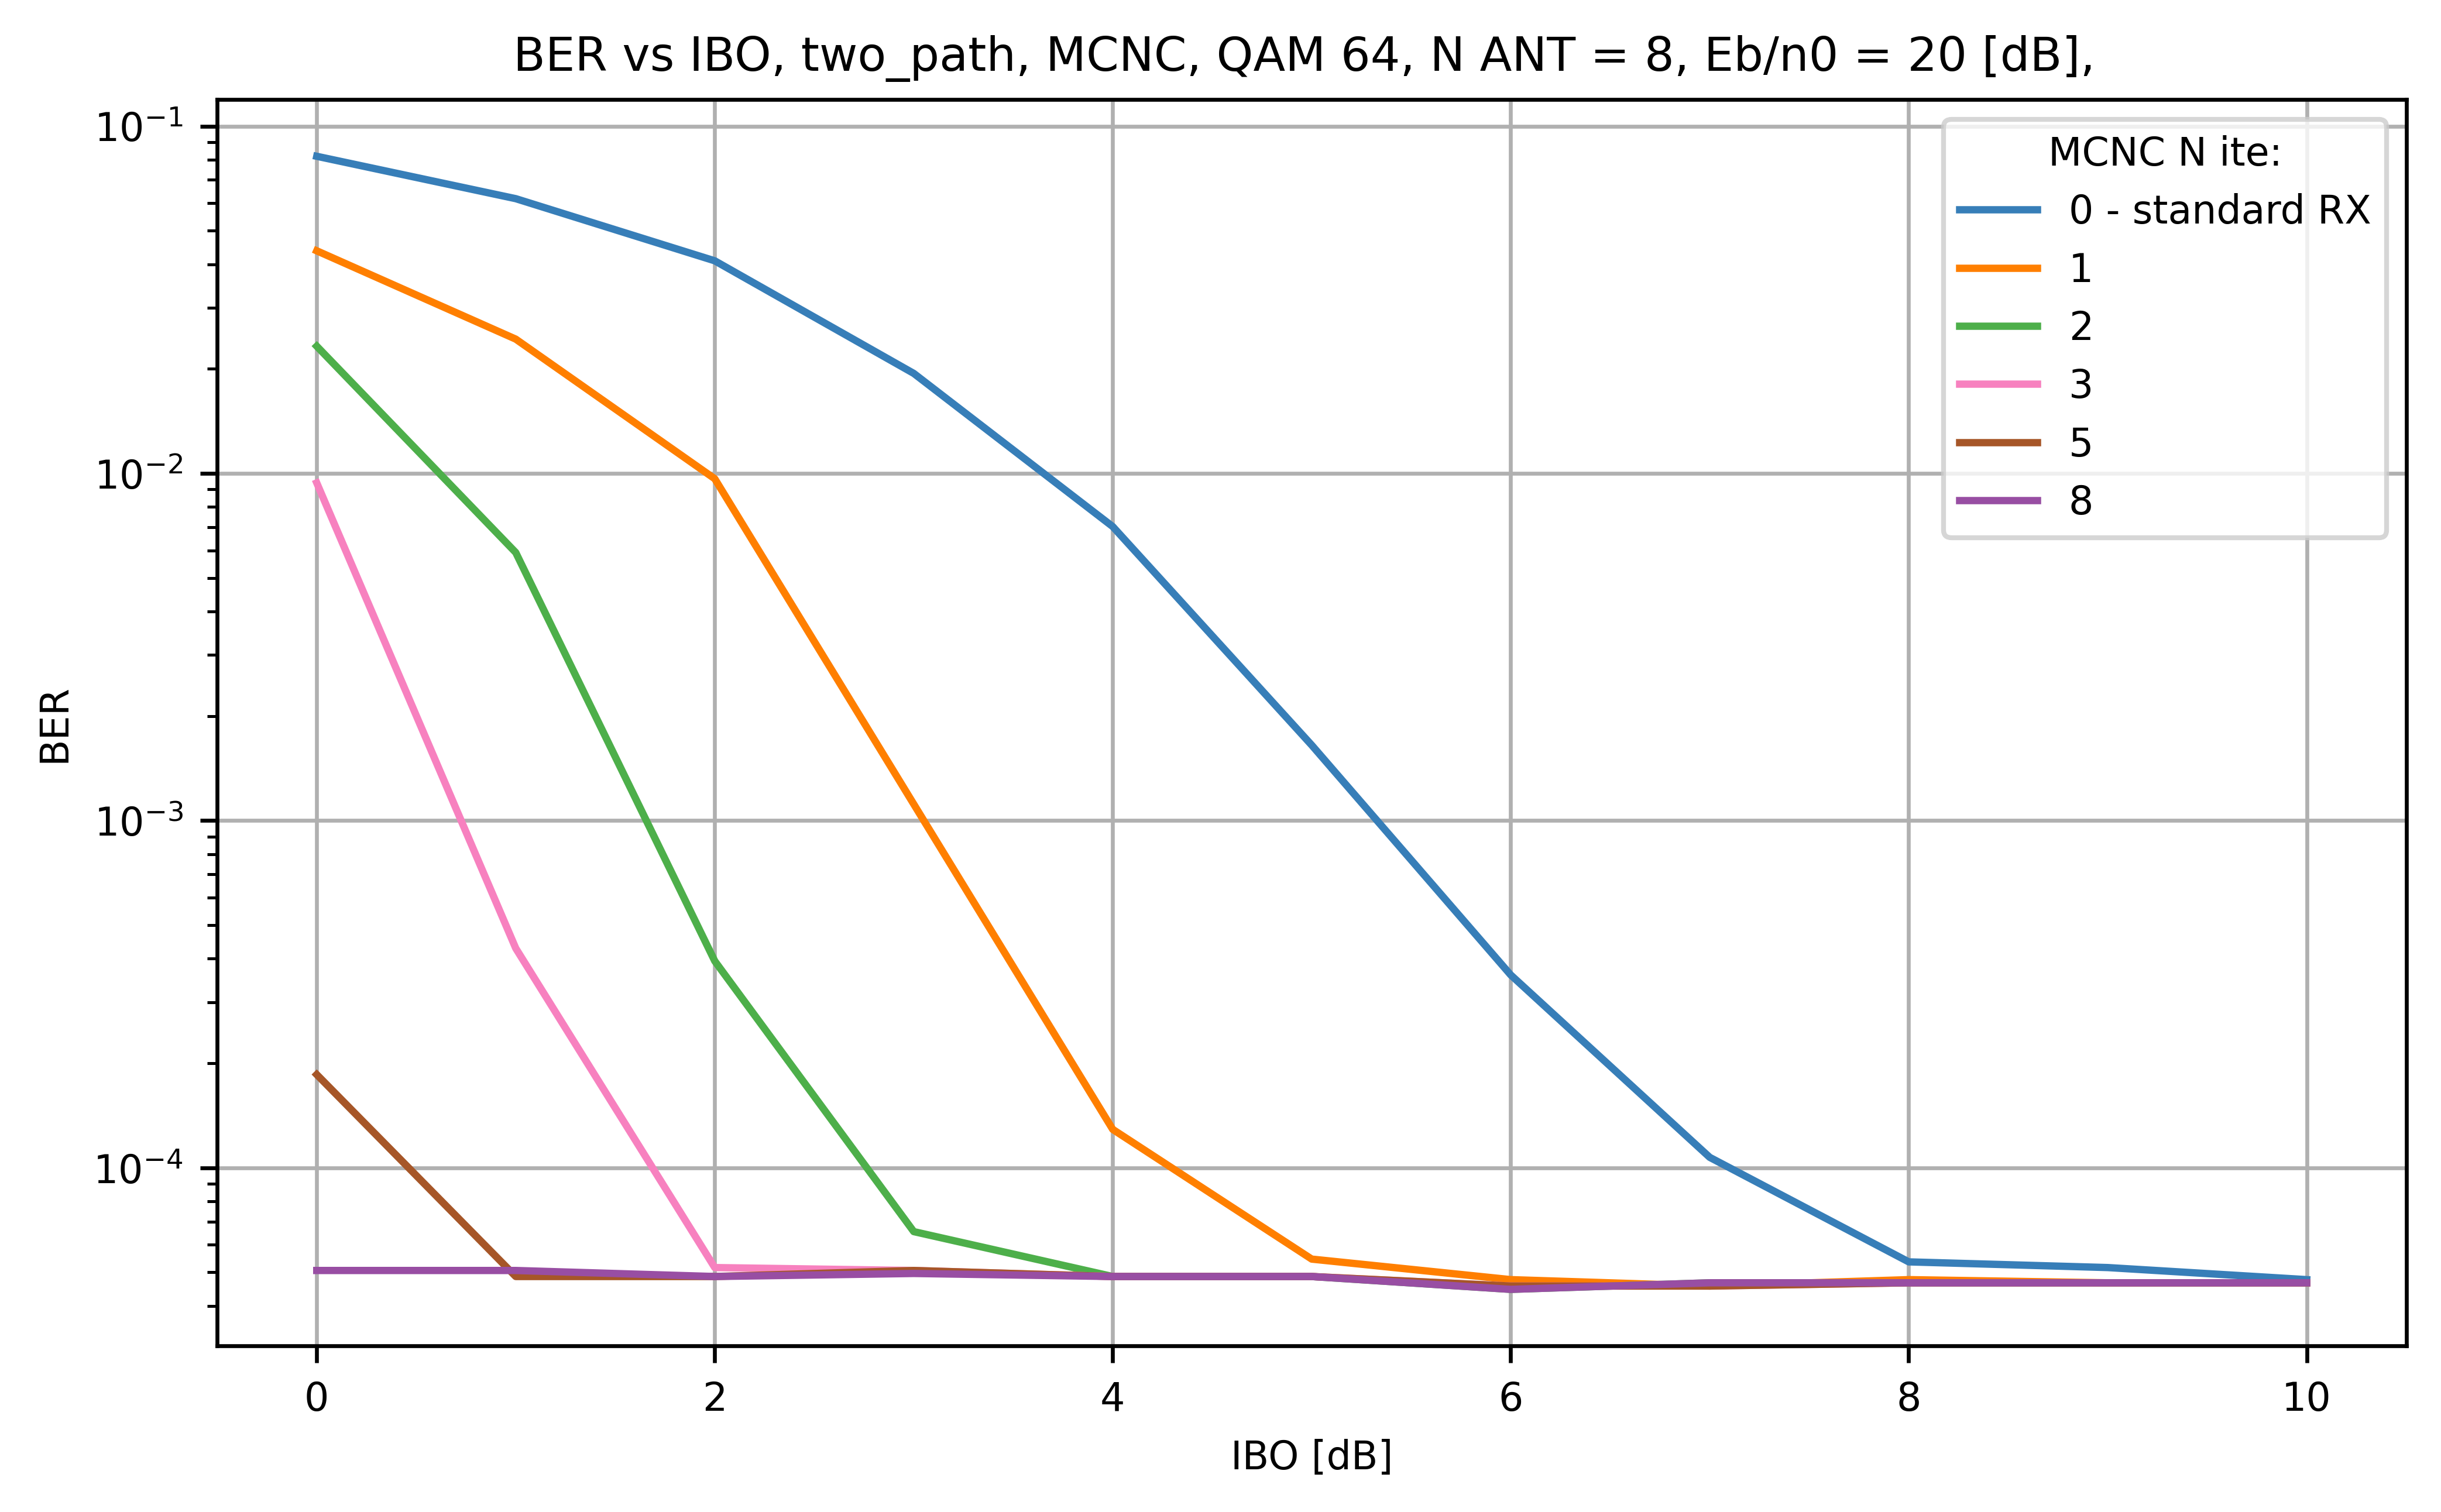 BER vs IBO, two_path, MCNC, QAM 64, N ANT = 8, Eb/n0 = 20 [dB],
MCNC N ite:
0 - standard RX
1
2
3
5
8
BER
10⁻¹
10⁻²
10⁻³
10⁻⁴
0 2 4 6 8 10
IBO [dB]